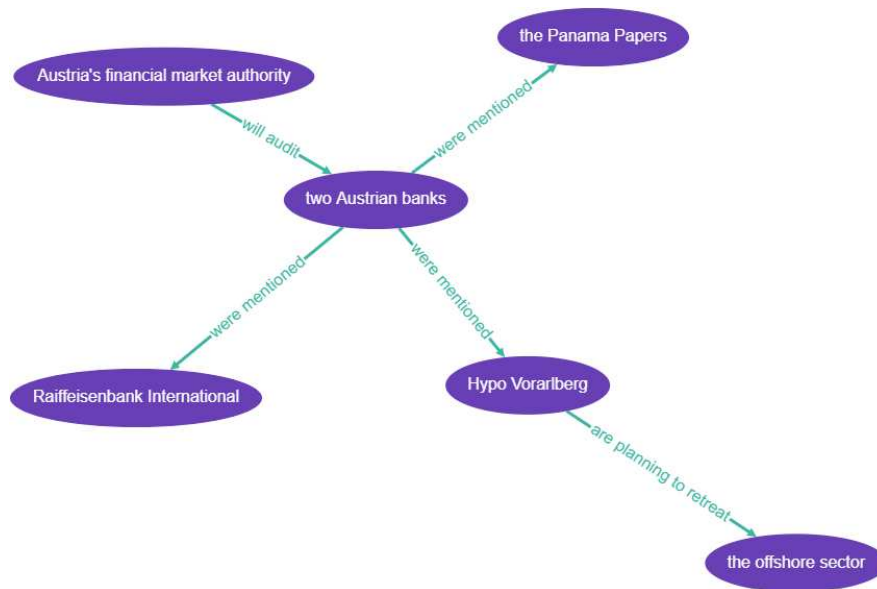 the Panama Papers
Austria's financial market authority
will audit
were mentioned
two Austrian banks
were mentioned
were mentioned
Hypo Vorarlberg
Raiffeisenbank International
are planning to retreat
the offshore sector